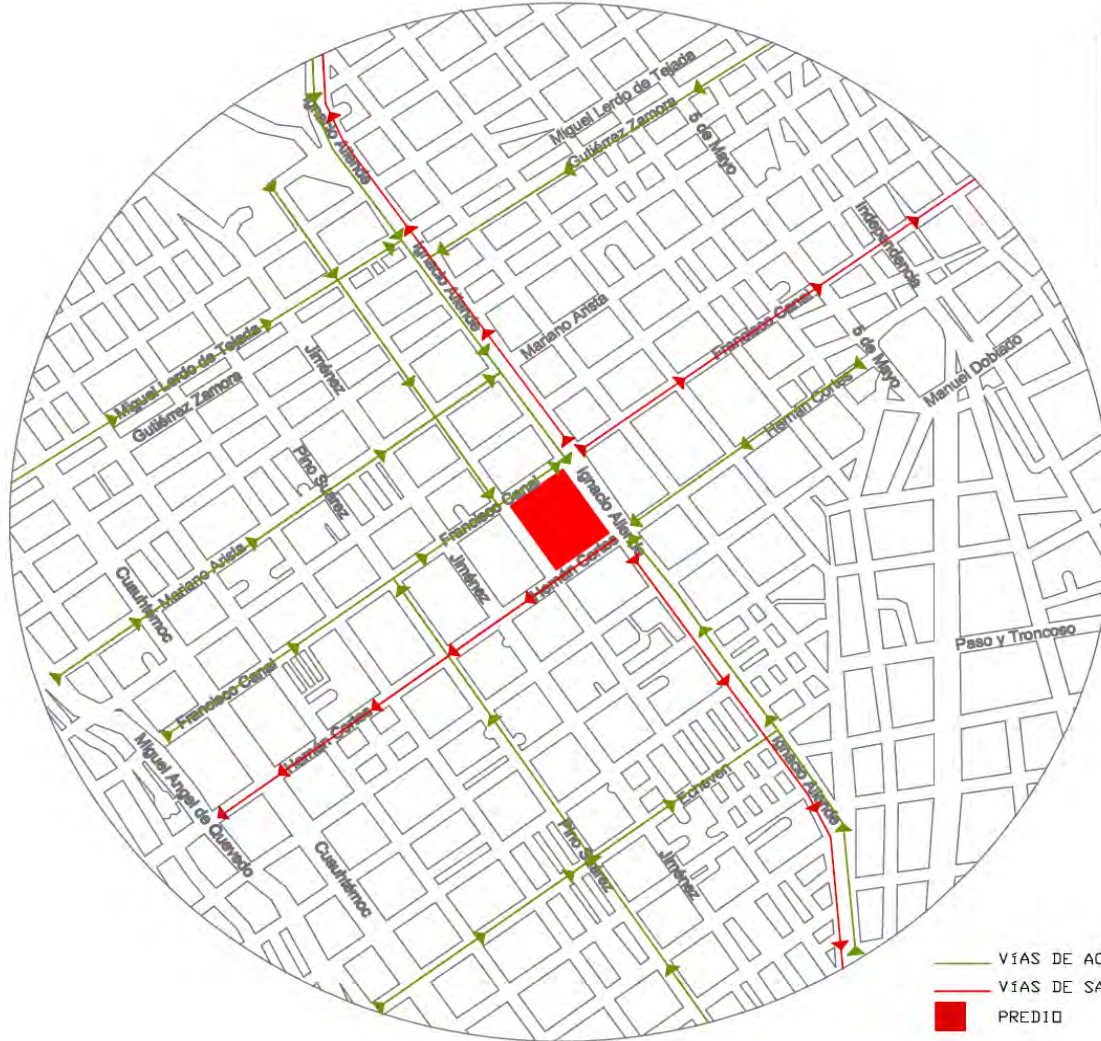 Miguel Lerdo de Tejada
Gutiérrez Zamora
5 de Mayo
Ignacio Allende
Independencia
Ignacio Allende
Mariano Arista
Francisco Canal
5 de Mayo
Manuel Doblado
Miguel Lerdo de Tejada
Gutiérrez Zamora
Jiménez
Hernán Cortes
Pino Suárez
Francisco Canal
Ignacio Allende
Mariano Arista
Cuauhtémoc
Jiménez
Hernán Cortes
Paso y Troncoso
Francisco Canal
Hernán Cortes
Miguel Angel de Quevedo
Echaven
Ignacio Allende
Cuauhtémoc
Pino Suárez
Jiménez
VíAS DE AC
VíAS DE SA
PREDIO